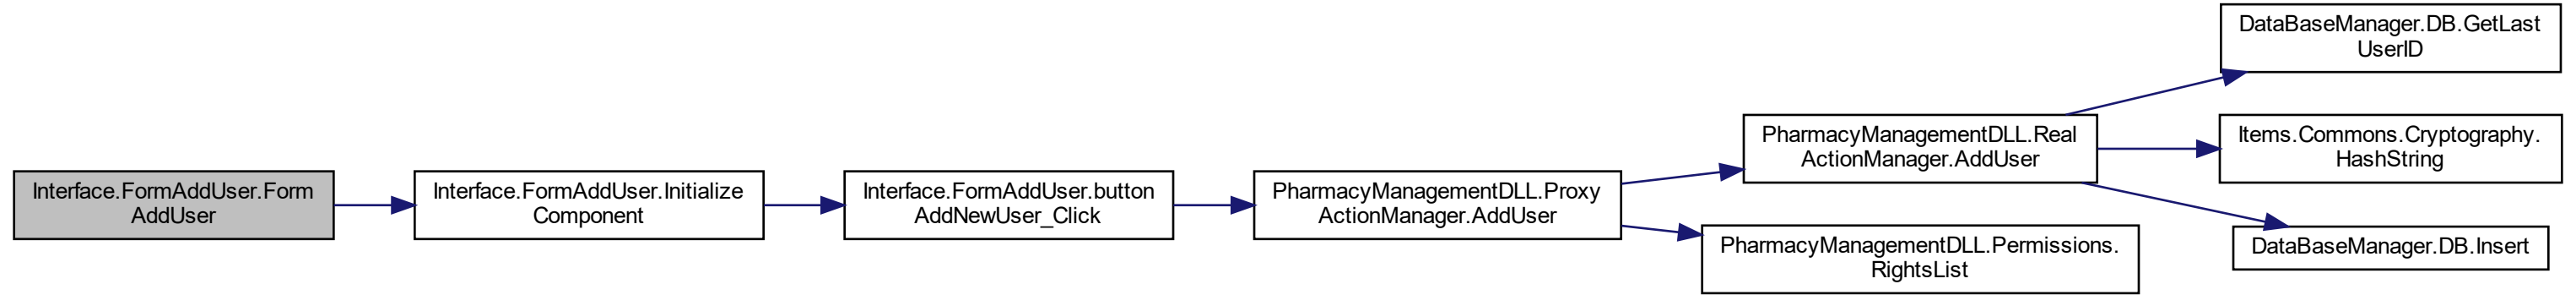 Interface.FormAddUser.Form
AddUser
Interface.FormAddUser.Initialize
Component
Interface.FormAddUser.button
AddNewUser_Click
PharmacyManagementDLL.Proxy
ActionManager.AddUser
PharmacyManagementDLL.Real
ActionManager.AddUser
DataBaseManager.DB.GetLast
UserID
Items.Commons.Cryptography.
HashString
DataBaseManager.DB.Insert
PharmacyManagementDLL.Permissions.
RightsList